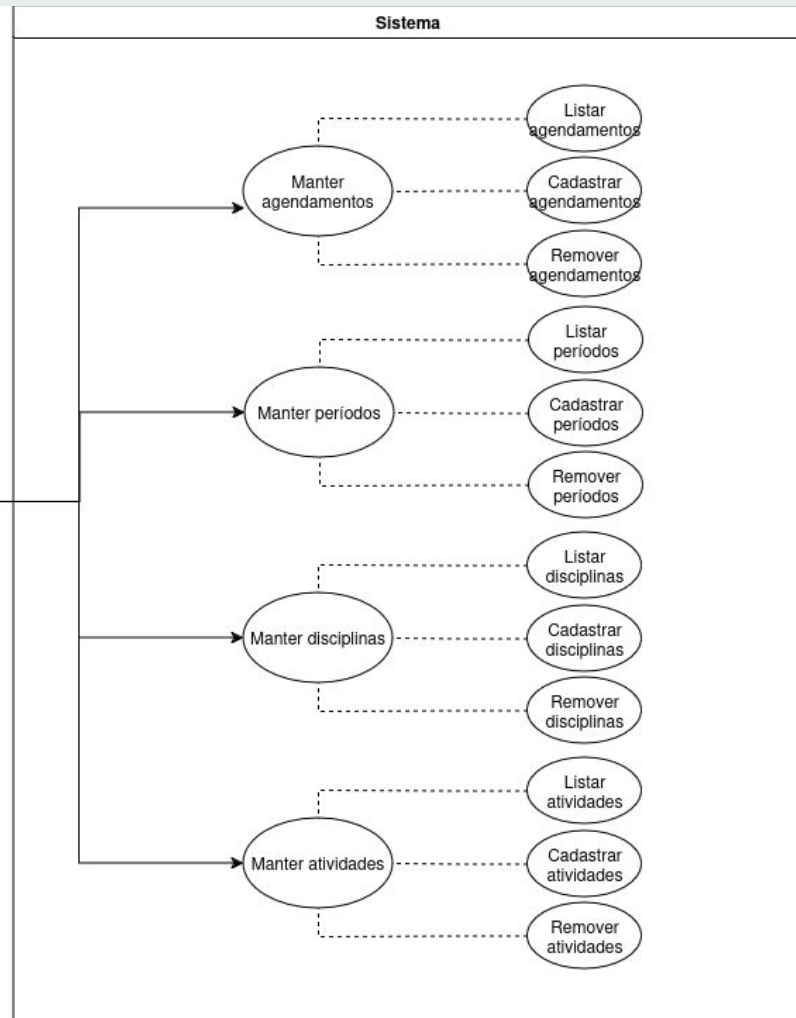 Sistema
Listar
agendamentos
Manter
agendamentos
Cadastrar
agendamentos
Remover
agendamentos
Listar
períodos
Manter períodos
Cadastrar
períodos
Remover
períodos
Listar
disciplinas
Manter disciplinas
Cadastrar
disciplinas
Remover
disciplinas
Listar
atividades
Manter atividades
Cadastrar
atividades
Remover
atividades